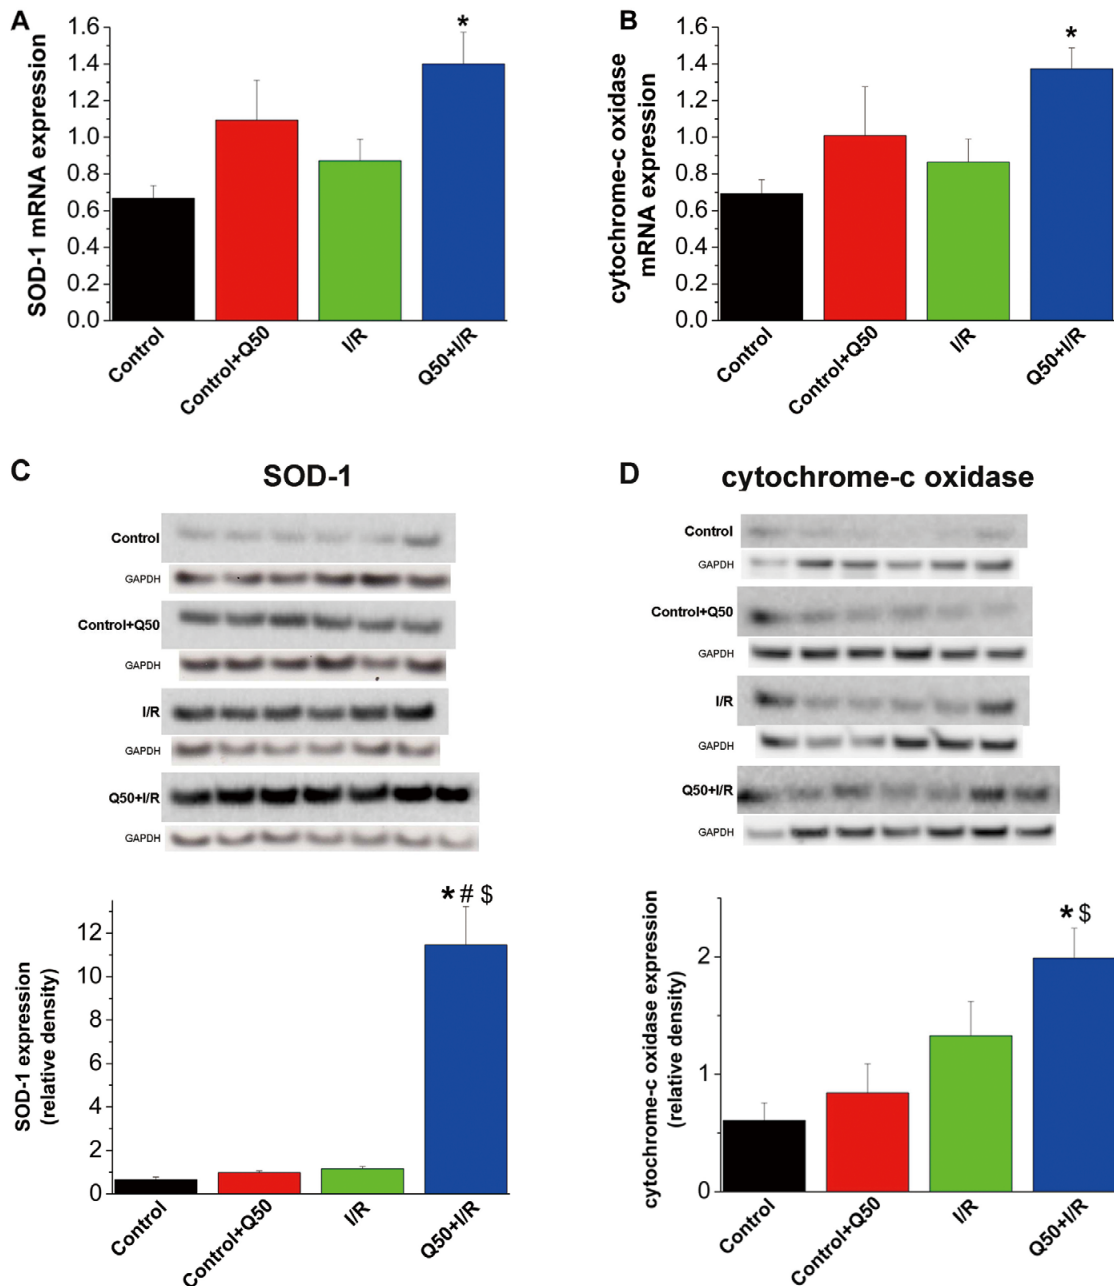 A
SOD-1 mRNA expression
1.6
1.4
1.2
1.0
0.8
0.6
0.4
0.2
0.0
*
Control
Control+Q50
I/R
Q50+I/R
B
cytochrome-c oxidase
mRNA expression
1.6
1.4
1.2
1.0
0.8
0.6
0.4
0.2
0.0
*
Control
Control+Q50
I/R
Q50+I/R
C
SOD-1
Control
GAPDH
Control+Q50
GAPDH
I/R
GAPDH
Q50+I/R
GAPDH
SOD-1 expression
(relative density)
12
10
8
6
4
2
0
* # $
Control
Control+Q50
I/R
Q50+I/R
D
cytochrome-c oxidase
Control
GAPDH
Control+Q50
GAPDH
I/R
GAPDH
Q50+I/R
GAPDH
cytochrome-c oxidase expression
(relative density)
2
1
0
* $
Control
Control+Q50
I/R
Q50+I/R